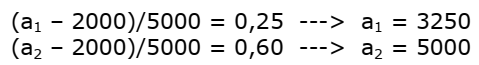 (a₁ – 2000)/5000 = 0,25 ---> a₁ = 3250
(a₂ – 2000)/5000 = 0,60 ---> a₂ = 5000